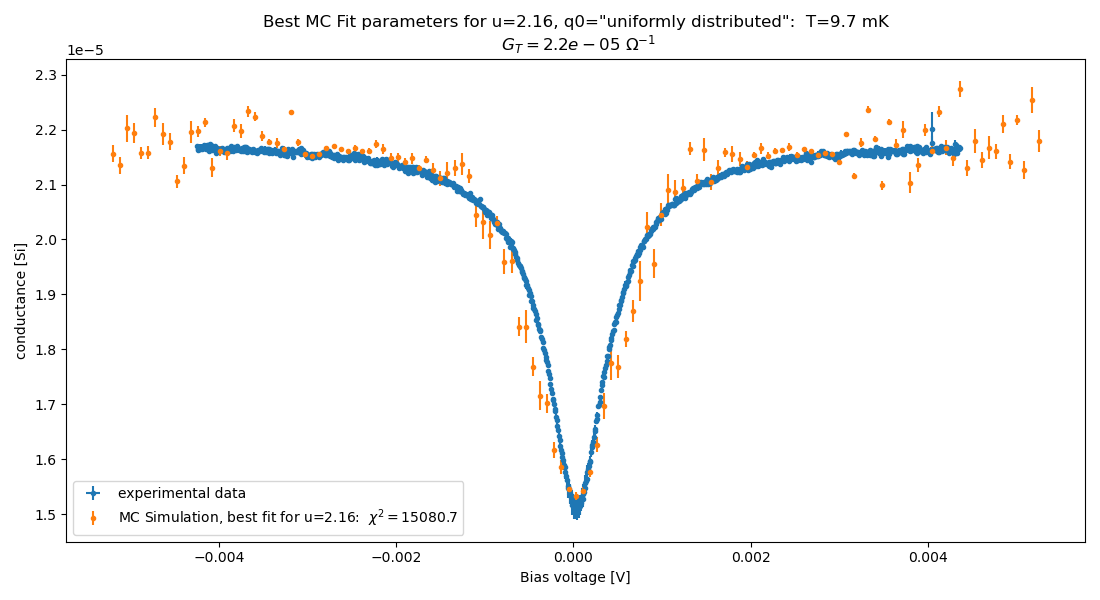 Best MC Fit parameters for u=2.16, q0="uniformly distributed":  T=9.7 mK
G_T = 2.2e − 05 Ω⁻¹
1e−5
2.3
2.2
2.1
2.0
1.9
1.8
1.7
1.6
1.5
conductance [Si]
experimental data
MC Simulation, best fit for u=2.16:  χ² = 15080.7
−0.004
−0.002
0.000
0.002
0.004
Bias voltage [V]